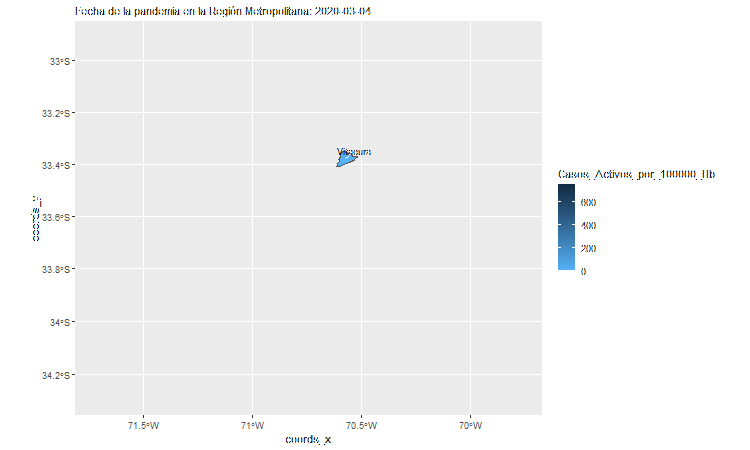 Fecha de la pandemia en la Región Metropolitana: 2020-03-04
33°S
33.2°S
33.4°S
33.6°S
33.8°S
34°S
34.2°S
Vitacura
coords_y
71.5°W
71°W
70.5°W
70°W
coords_x
Casos_Activos_por_100000_Hb
600
400
200
0